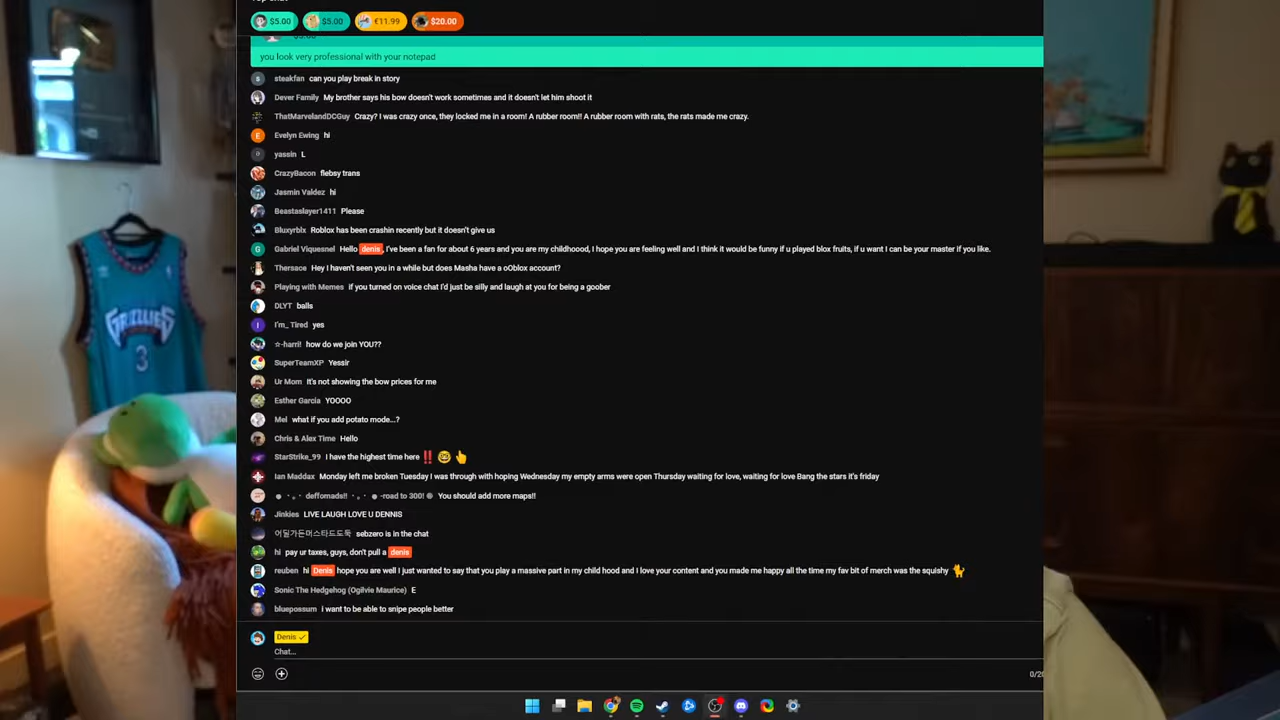 $5.00 $5.00 €11.99 $20.00
you look very professional with your notepad
steakfan can you play break in story
Dever Family My brother says his bow doesn't work sometimes and it doesn't let him shoot it
ThatMarvelandDCGuy Crazy? I was crazy once, they locked me in a room! A rubber room!! A rubber room with rats, the rats made me crazy.
E Evelyn Ewing hi
yassin L
CrazyBacon flebsy trans
Jasmin Valdez hi
Beastaslayer1411 Please
Bluxyrblx Roblox has been crashin recently but it doesn't give us
G Gabriel Viquesnel Hello denis, I've been a fan for about 6 years and you are my childhoood, I hope you are feeling well and I think it would be funny if u played blox fruits, if u want I can be your master if you like.
Thersace Hey I haven't seen you in a while but does Masha have a oOblox account?
Playing with Memes if you turned on voice chat I'd just be silly and laugh at you for being a goober
DLYT balls
I I'm_ Tired yes
☆-harri! how do we join YOU??
SuperTeamXP Yessir
Ur Mom It's not showing the bow prices for me
Esther Garcia YOOOO
Mel what if you add potato mode...?
Chris & Alex Time Hello
StarStrike_99 I have the highest time here ‼️ 🤓 👆
Ian Maddax Monday left me broken Tuesday I was through with hoping Wednesday my empty arms were open Thursday waiting for love, waiting for love Bang the stars it's friday
deffomads!! -road to 300! You should add more maps!!
Jinkies LIVE LAUGH LOVE U DENNIS
어딜가든머스타드도둑 sebzero is in the chat
hi pay ur taxes, guys, don't pull a denis
reuben hi Denis hope you are well I just wanted to say that you play a massive part in my child hood and I love your content and you made me happy all the time my fav bit of merch was the squishy 🐈
Sonic The Hedgehog (Ogilvie Maurice) E
bluepossum i want to be able to snipe people better
Denis ✓
Chat...
0/20
GRIZZLIES
3